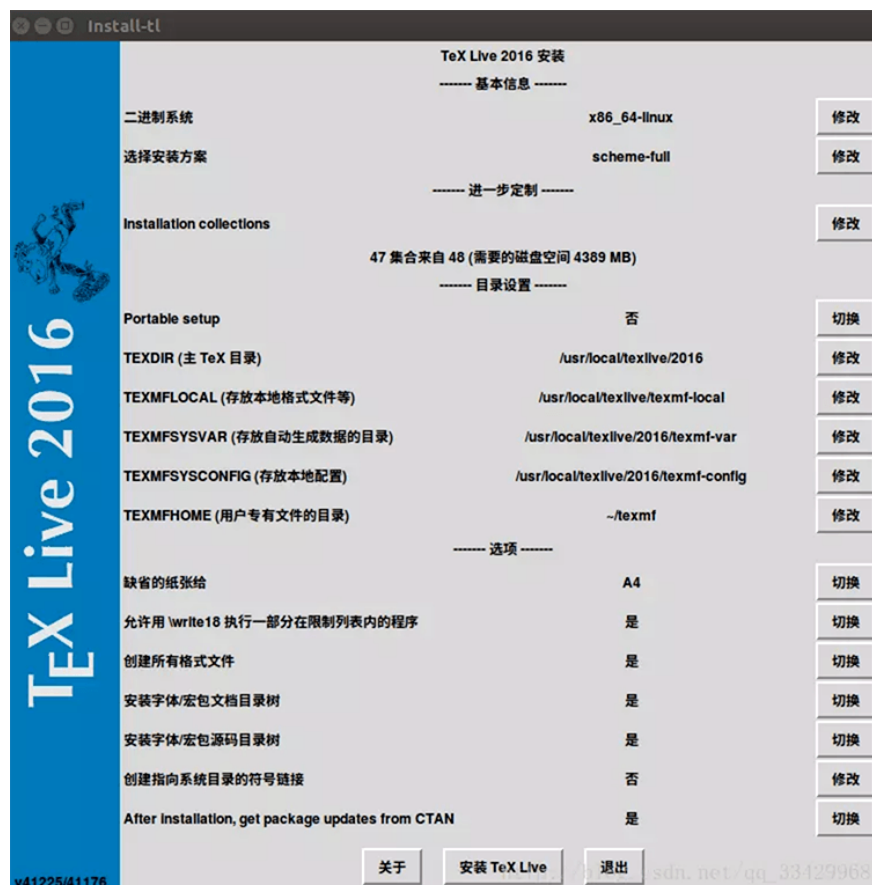 Install-tl
TeX Live 2016 安装
------- 基本信息 -------
二进制系统 x86_64-linux 修改
选择安装方案 scheme-full 修改
------- 进一步定制 -------
Installation collections 修改
47 集合来自 48 (需要的磁盘空间 4389 MB)
------- 目录设置 -------
Portable setup 否 切换
TEXDIR (主 TeX 目录) /usr/local/texlive/2016 修改
TEXMFLOCAL (存放本地格式文件等) /usr/local/texlive/texmf-local 修改
TEXMFSYSVAR (存放自动生成数据的目录) /usr/local/texlive/2016/texmf-var 修改
TEXMFSYSCONFIG (存放本地配置) /usr/local/texlive/2016/texmf-config 修改
TEXMFHOME (用户专有文件的目录) ~/texmf 修改
------- 选项 -------
缺省的纸张给 A4 切换
允许用 \write18 执行一部分在限制列表内的程序 是 切换
创建所有格式文件 是 切换
安装字体/宏包文档目录树 是 切换
安装字体/宏包源码目录树 是 切换
创建指向系统目录的符号链接 否 修改
After installation, get package updates from CTAN 是 切换
关于 安装 TeX Live 退出
TEX Live 2016
v41225/41176
sdn.net/qq_33429968